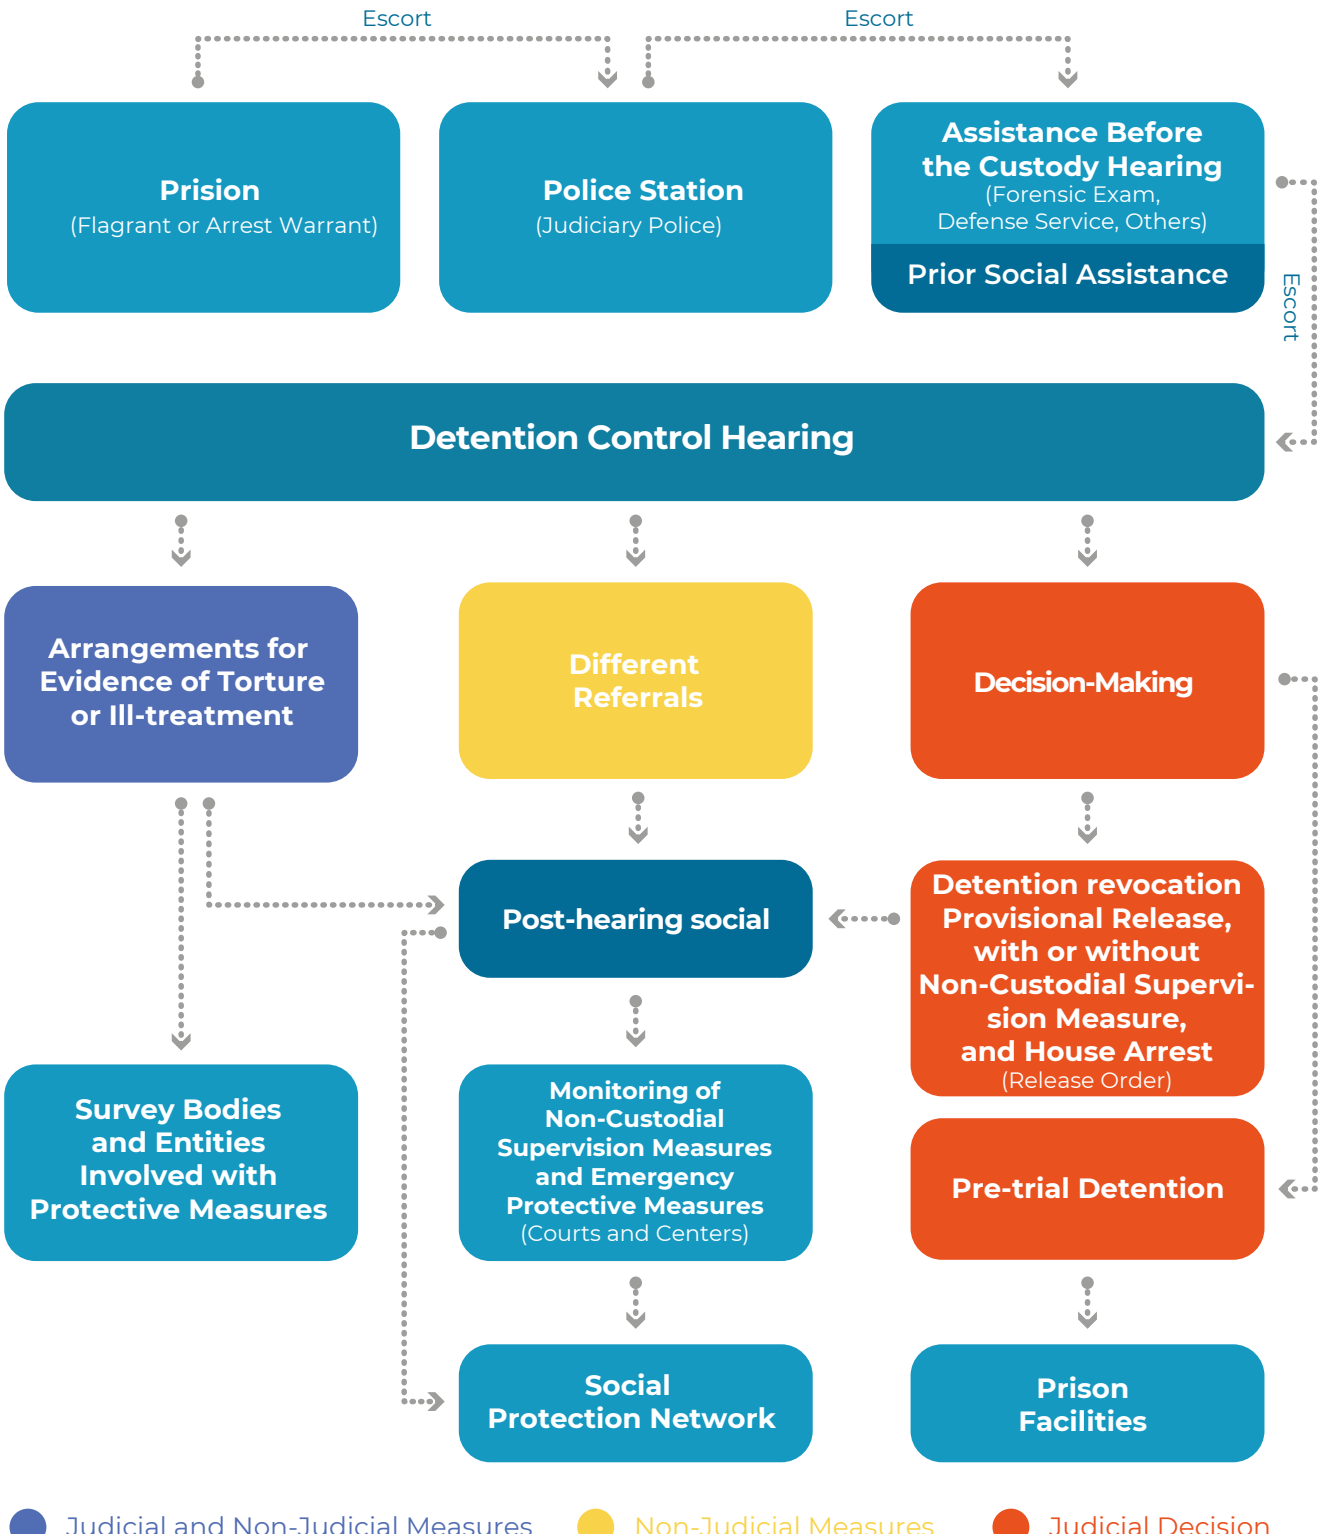 Escort
Escort
Prision
(Flagrant or Arrest Warrant)
Police Station
(Judiciary Police)
Assistance Before
the Custody Hearing
(Forensic Exam,
Defense Service, Others)
Prior Social Assistance
Escort
Detention Control Hearing
Arrangements for
Evidence of Torture
or Ill-treatment
Different
Referrals
Decision-Making
Post-hearing social
Detention revocation
Provisional Release,
with or without
Non-Custodial Supervi-
sion Measure,
and House Arrest
(Release Order)
Survey Bodies
and Entities
Involved with
Protective Measures
Monitoring of
Non-Custodial
Supervision Measures
and Emergency
Protective Measures
(Courts and Centers)
Pre-trial Detention
Social
Protection Network
Prison
Facilities
Judicial and Non-Judicial Measures
Non-Judicial Measures
Judicial Decision